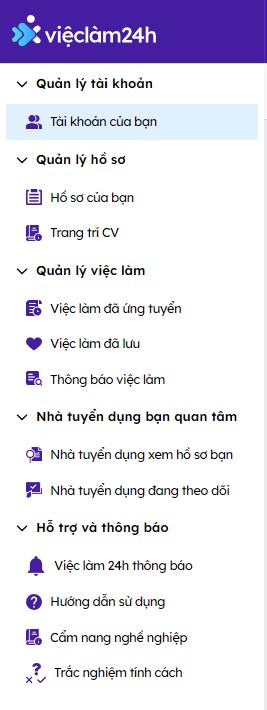 việclàm24h
Quản lý tài khoản
Tài khoản của bạn
Quản lý hồ sơ
Hồ sơ của bạn
Trang trí CV
Quản lý việc làm
Việc làm đã ứng tuyển
Việc làm đã lưu
Thông báo việc làm
Nhà tuyển dụng bạn quan tâm
Nhà tuyển dụng xem hồ sơ bạn
Nhà tuyển dụng đang theo dõi
Hỗ trợ và thông báo
Việc làm 24h thông báo
Hướng dẫn sử dụng
Cẩm nang nghề nghiệp
Trắc nghiệm tính cách